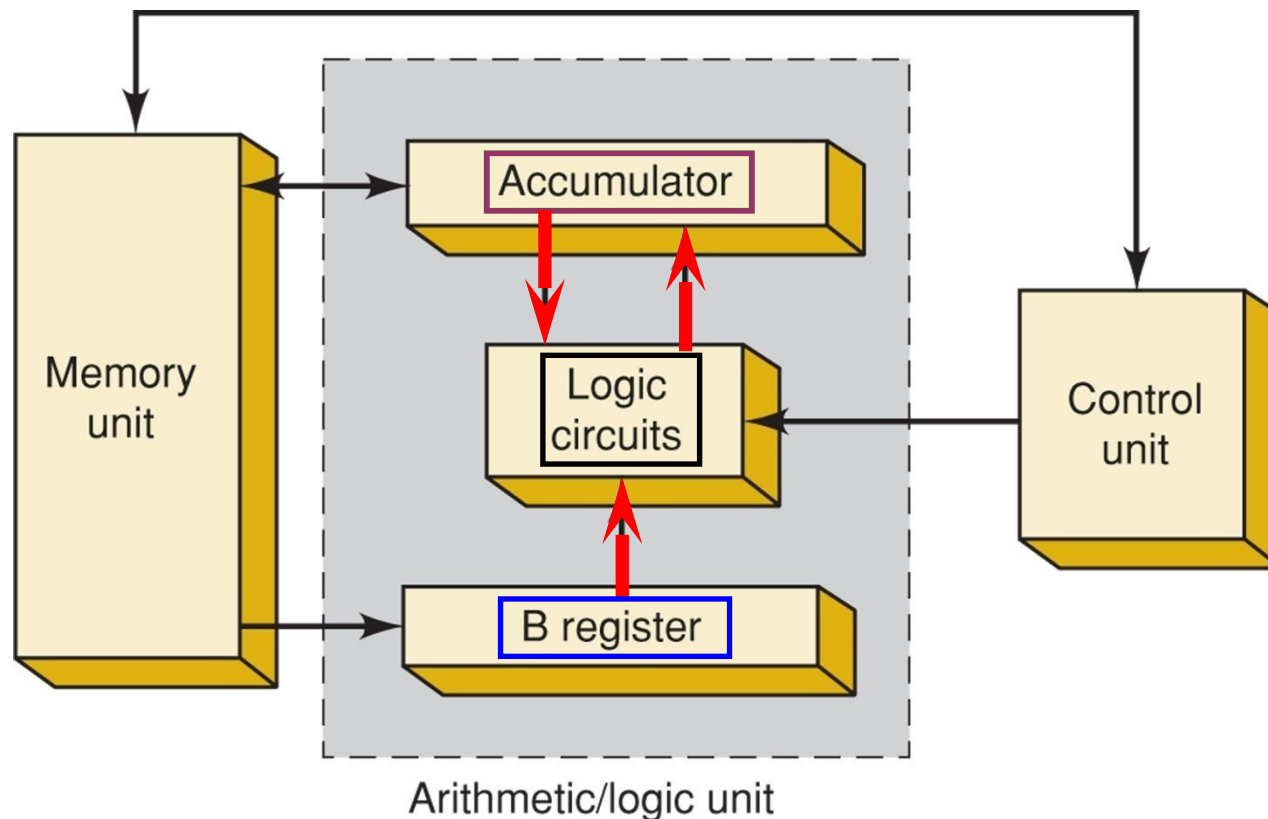 Accumulator
Memory
unit
Logic
circuits
Control
unit
B register
Arithmetic/logic unit